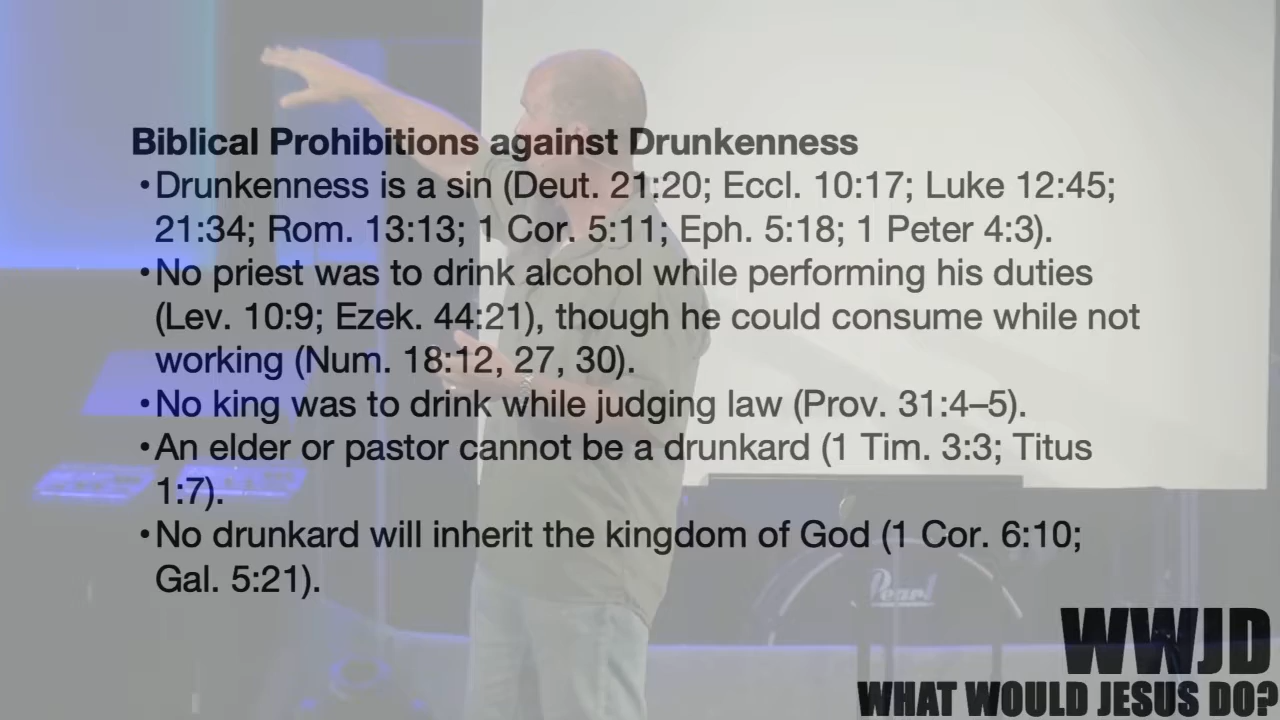 Biblical Prohibitions against Drunkenness
•Drunkenness is a sin (Deut. 21:20; Eccl. 10:17; Luke 12:45;
21:34; Rom. 13:13; 1 Cor. 5:11; Eph. 5:18; 1 Peter 4:3).
•No priest was to drink alcohol while performing his duties
(Lev. 10:9; Ezek. 44:21), though he could consume while not
working (Num. 18:12, 27, 30).
•No king was to drink while judging law (Prov. 31:4–5).
•An elder or pastor cannot be a drunkard (1 Tim. 3:3; Titus
1:7).
•No drunkard will inherit the kingdom of God (1 Cor. 6:10;
Gal. 5:21).
Pearl
WWJD
WHAT WOULD JESUS DO?